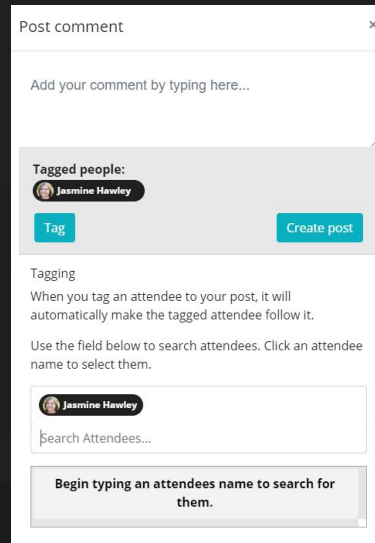 Post comment
×
Add your comment by typing here...
Tagged people:
Jasmine Hawley
Tag
Create post
Tagging
When you tag an attendee to your post, it will
automatically make the tagged attendee follow it.
Use the field below to search attendees. Click an attendee
name to select them.
Jasmine Hawley
Search Attendees...
Begin typing an attendees name to search for
them.